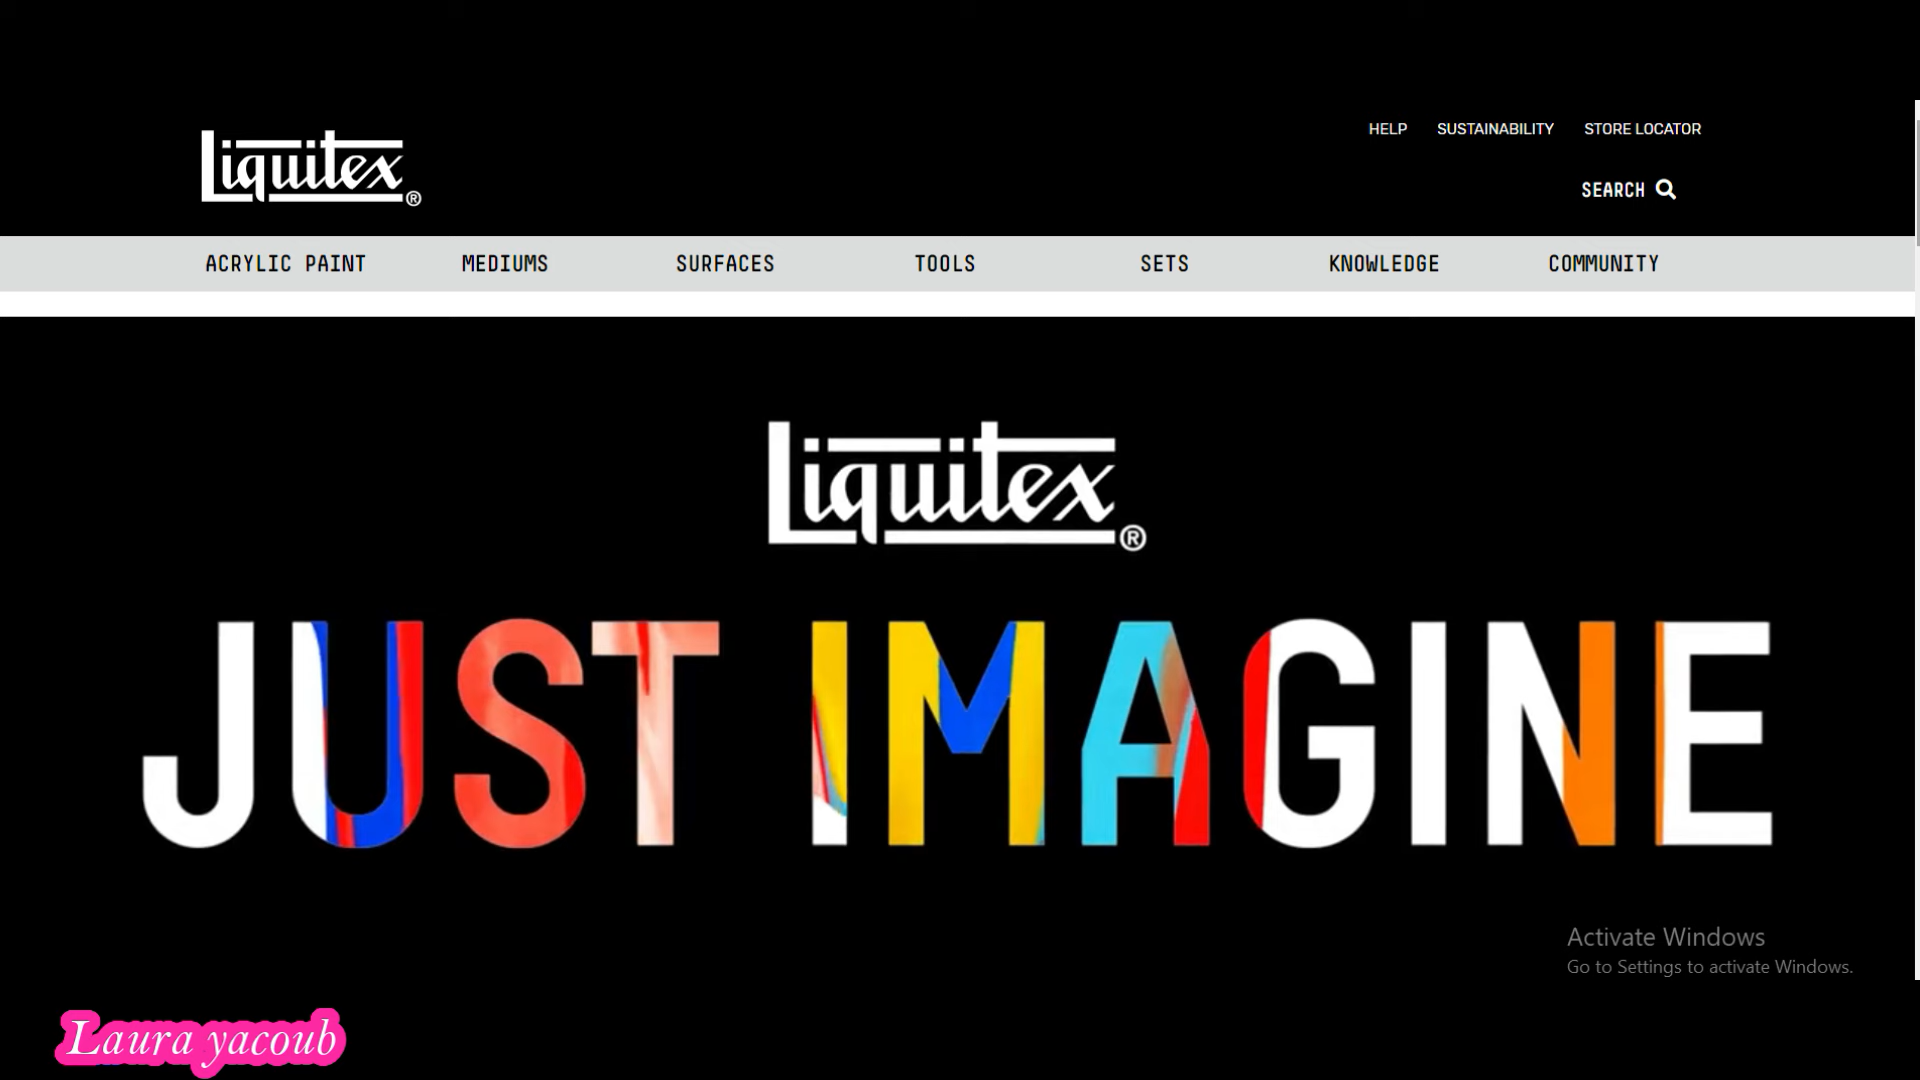 Liquitex®
HELP SUSTAINABILITY STORE LOCATOR
SEARCH
ACRYLIC PAINT MEDIUMS SURFACES TOOLS SETS KNOWLEDGE COMMUNITY
Liquitex®
JUST IMAGINE
Activate Windows
Go to Settings to activate Windows.
Laura yacoub